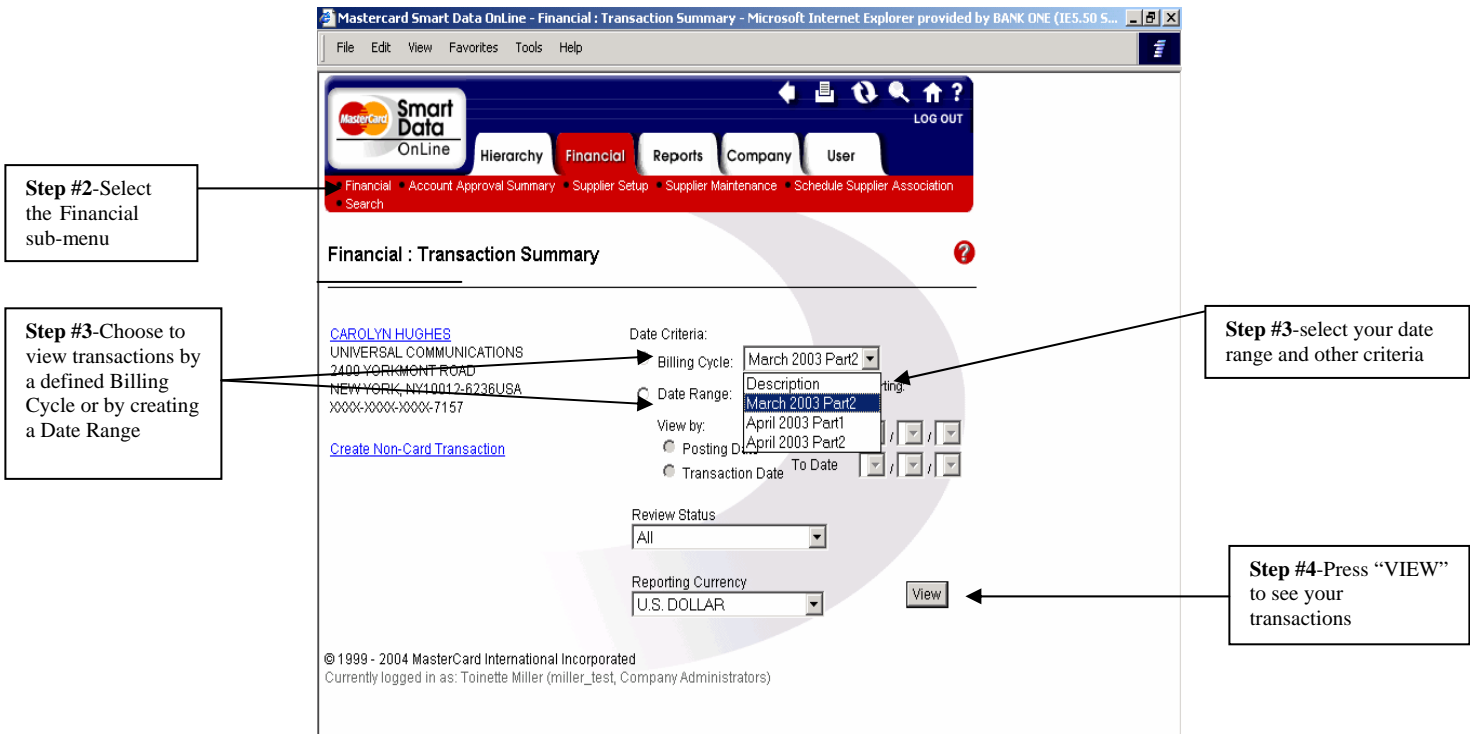 Mastercard Smart Data OnLine - Financial : Transaction Summary - Microsoft Internet Explorer provided by BANK ONE (IE5.50 S...
File Edit View Favorites Tools Help
MasterCard
Smart
Data
OnLine
LOG OUT
Hierarchy Financial Reports Company User
Financial • Account Approval Summary • Supplier Setup • Supplier Maintenance • Schedule Supplier Association
• Search
Step #2-Select
the Financial
sub-menu
Financial : Transaction Summary
?
Step #3-Choose to
view transactions by
a defined Billing
Cycle or by creating
a Date Range
CAROLYN HUGHES
UNIVERSAL COMMUNICATIONS
2400 YORKMONT ROAD
NEW YORK, NY10012-6236USA
XXXX-XXXX-XXXX-7157
Create Non-Card Transaction
Date Criteria:
Billing Cycle: March 2003 Part2
Description
March 2003 Part2
April 2003 Part1
April 2003 Part2
Date Range:
View by:
Posting D
Transaction Date
/ /
To Date / /
Step #3-select your date
range and other criteria
Review Status
All
Reporting Currency
U.S. DOLLAR
View
Step #4-Press “VIEW”
to see your
transactions
© 1999 - 2004 MasterCard International Incorporated
Currently logged in as: Toinette Miller (miller_test, Company Administrators)